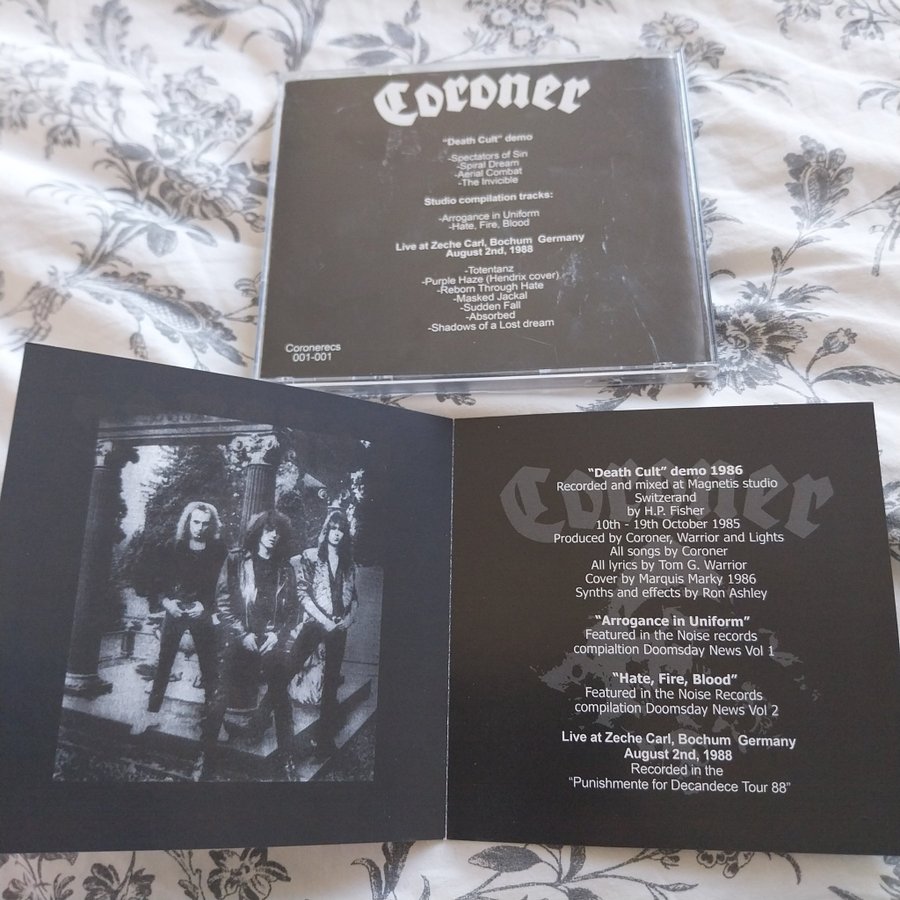 Coroner
"Death Cult" demo
-Spectators of Sin
-Spiral Dream
-Aerial Combat
-The Invicible
Studio compilation tracks:
-Arrogance in Uniform
-Hate, Fire, Blood
Live at Zeche Carl, Bochum Germany
August 2nd, 1988
-Totentanz
-Purple Haze (Hendrix cover)
-Reborn Through Hate
-Masked Jackal
-Sudden Fall
-Absorbed
-Shadows of a Lost dream
Coronerecs
001-001
Coroner
"Death Cult" demo 1986
Recorded and mixed at Magnetis studio
Switzerand
by H.P. Fisher
10th - 19th October 1985
Produced by Coroner, Warrior and Lights
All songs by Coroner
All lyrics by Tom G. Warrior
Cover by Marquis Marky 1986
Synths and effects by Ron Ashley
"Arrogance in Uniform"
Featured in the Noise records
compialtion Doomsday News Vol 1
"Hate, Fire, Blood"
Featured in the Noise Records
compilation Doomsday News Vol 2
Live at Zeche Carl, Bochum Germany
August 2nd, 1988
Recorded in the
"Punishmente for Decandece Tour 88"